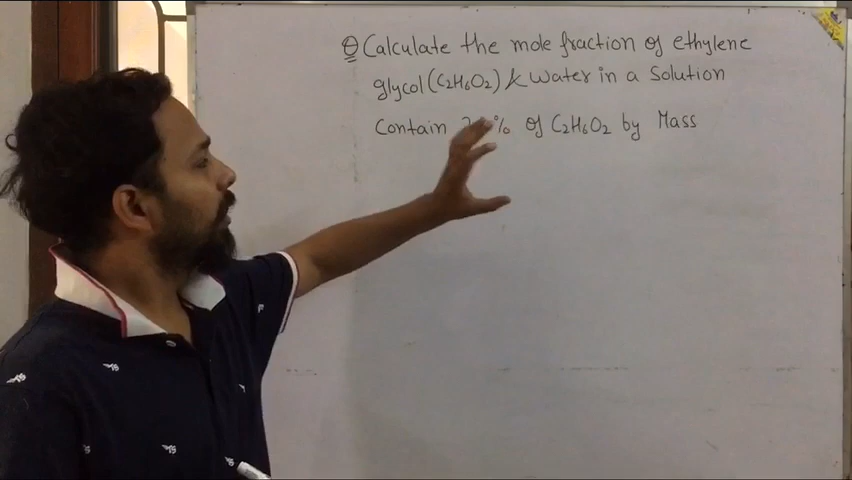 Q Calculate the mole fraction of ethylene
glycol (C2H6O2) & Water in a Solution
Contain % of C2H6O2 by Mass